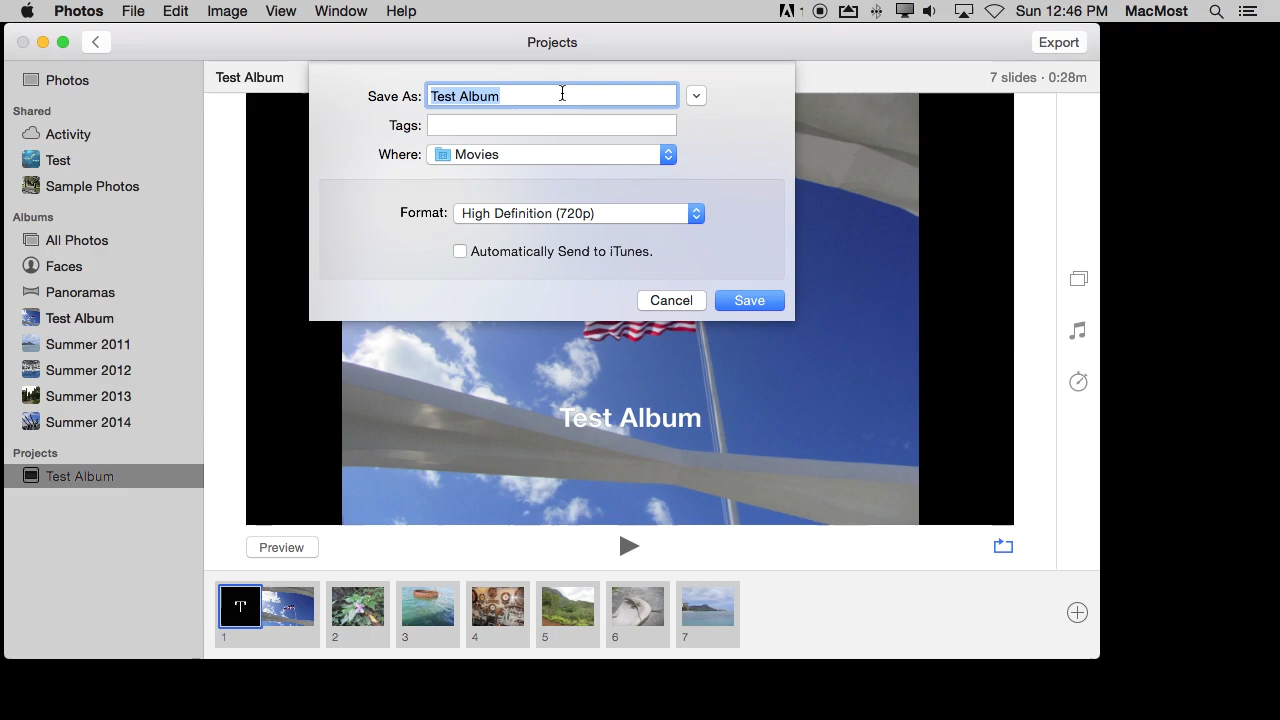 Photos File Edit Image View Window Help 1 Sun 12:46 PM MacMost
Projects
Export
Photos
Shared
Activity
Test
Sample Photos
Albums
All Photos
Faces
Panoramas
Test Album
Summer 2011
Summer 2012
Summer 2013
Summer 2014
Projects
Test Album
Test Album
7 slides · 0:28m
Save As: Test Album
Tags:
Where: Movies
Format: High Definition (720p)
Automatically Send to iTunes.
Cancel Save
Test Album
Preview
T
1 2 3 4 5 6 7